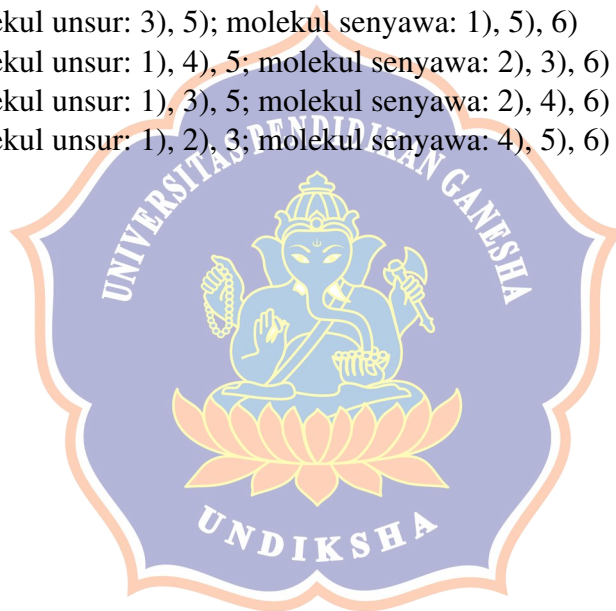 ekul unsur: 3), 5); molekul senyawa: 1), 5), 6)
ekul unsur: 1), 4), 5; molekul senyawa: 2), 3), 6)
ekul unsur: 1), 3), 5; molekul senyawa: 2), 4), 6)
ekul unsur: 1), 2), 3; molekul senyawa: 4), 5), 6)
UNIVERSITAS PENDIDIKAN GANESHA
UNDIKSHA